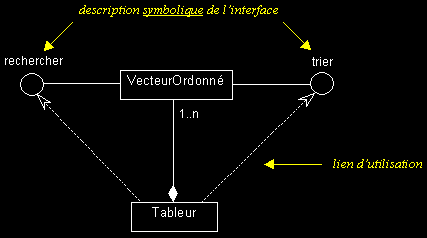 description symbolique de l'interface
rechercher
trier
VecteurOrdonné
1..n
lien d'utilisation
Tableur